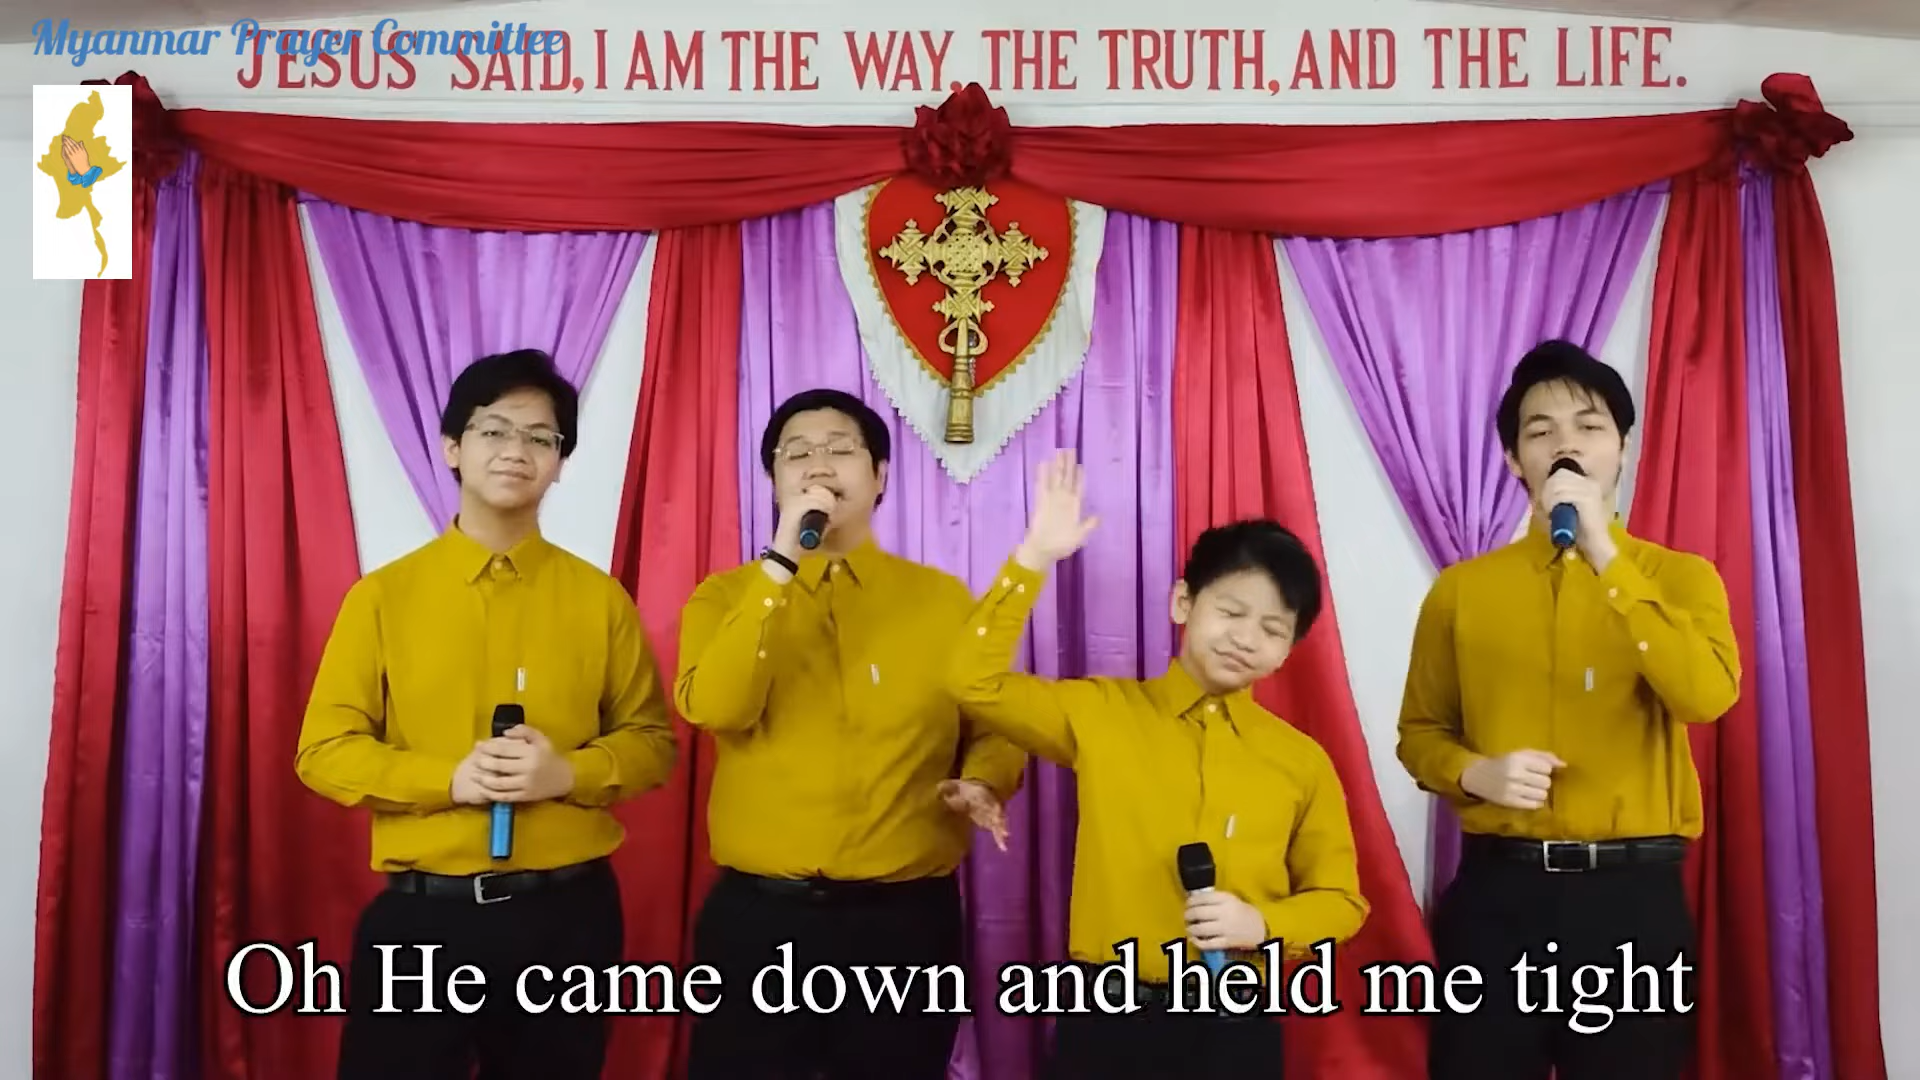 Myanmar Prayer Committee
JESUS SAID, I AM THE WAY, THE TRUTH, AND THE LIFE.
Oh He came down and held me tight